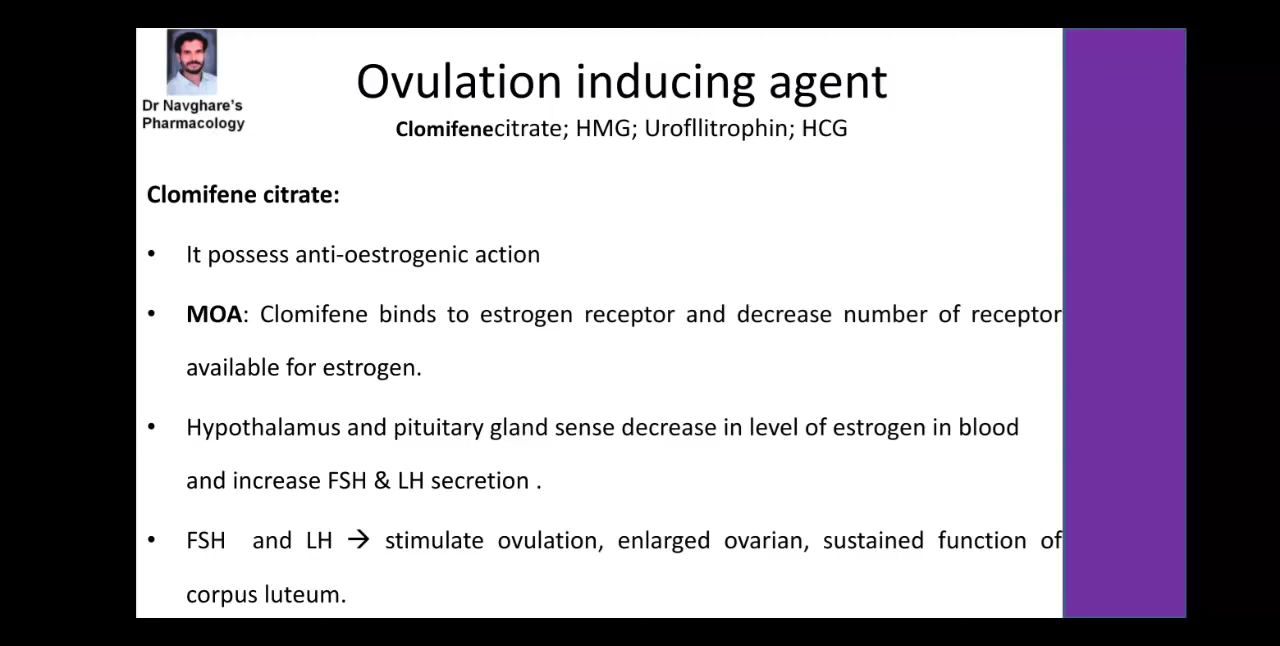 Dr Navghare's
Pharmacology
Ovulation inducing agent
Clomifenecitrate; HMG; Urofllitrophin; HCG
Clomifene citrate:
• It possess anti-oestrogenic action
• MOA: Clomifene binds to estrogen receptor and decrease number of receptor
available for estrogen.
• Hypothalamus and pituitary gland sense decrease in level of estrogen in blood
and increase FSH & LH secretion .
• FSH and LH → stimulate ovulation, enlarged ovarian, sustained function of
corpus luteum.